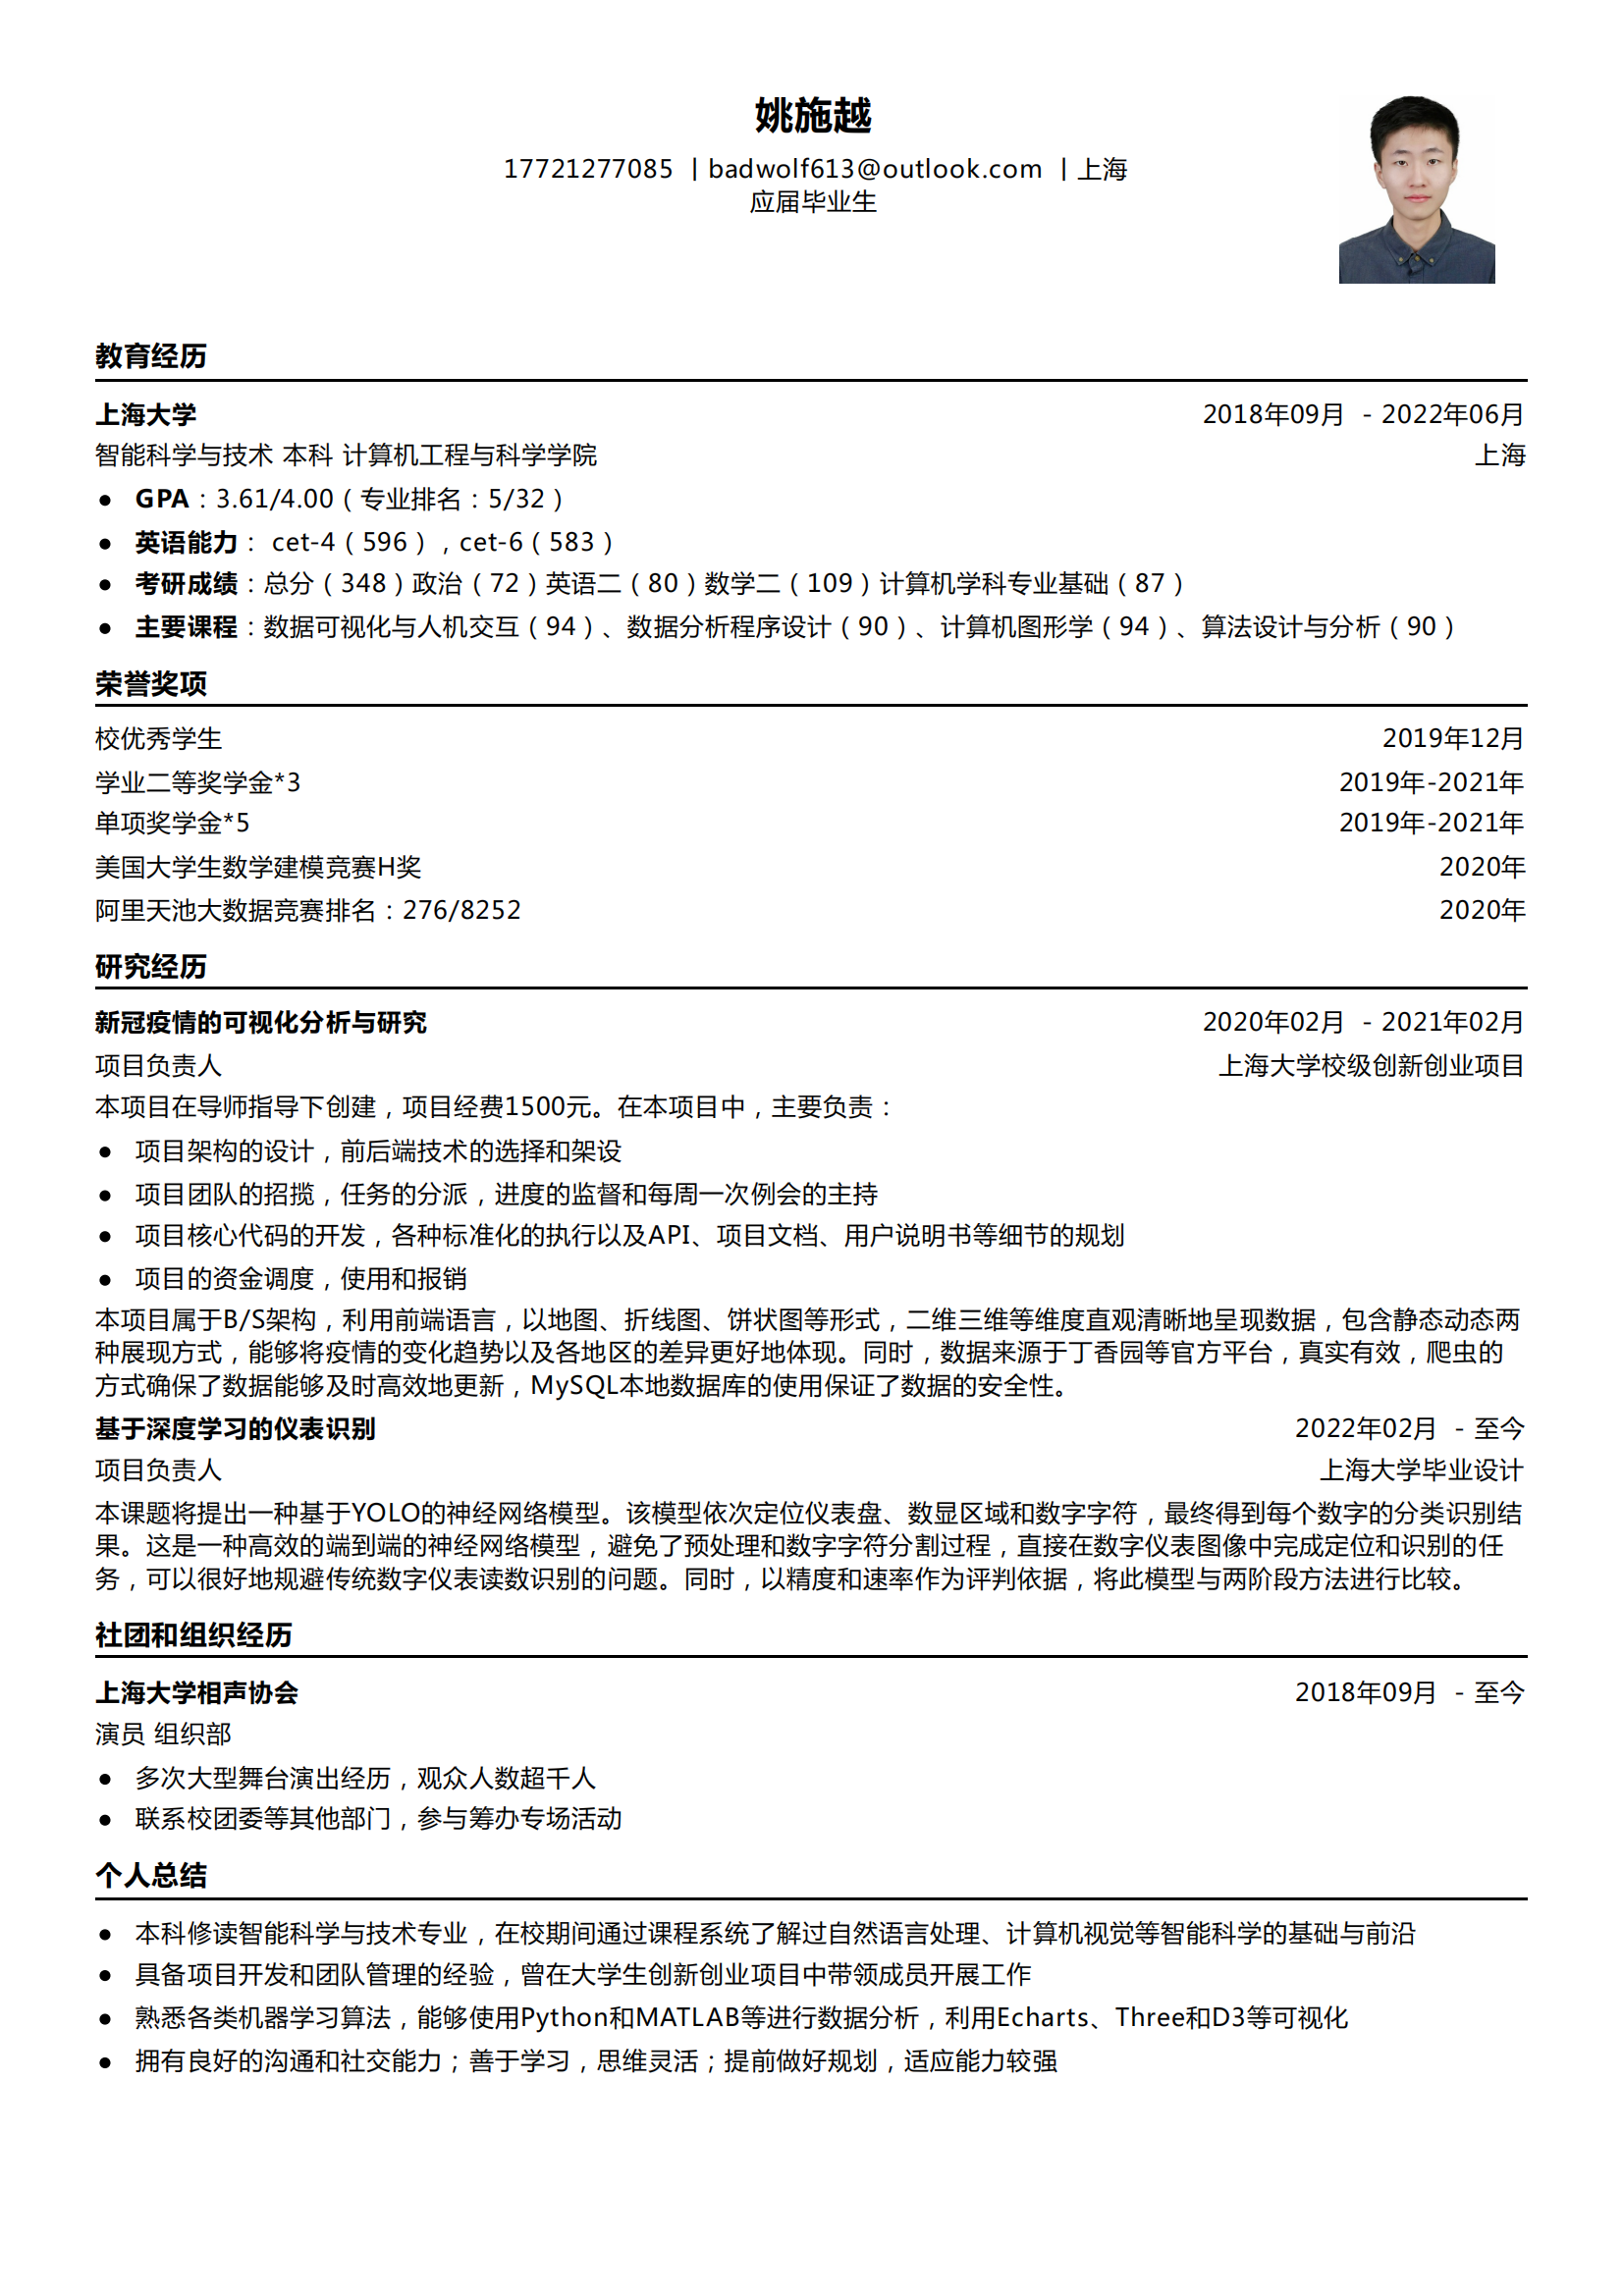 姚施越
17721277085 | badwolf613@outlook.com | 上海
应届毕业生
教育经历
上海大学 2018年09月 - 2022年06月
智能科学与技术 本科 计算机工程与科学学院 上海
● GPA：3.61/4.00（专业排名：5/32）
● 英语能力： cet-4（596），cet-6（583）
● 考研成绩：总分（348）政治（72）英语二（80）数学二（109）计算机学科专业基础（87）
● 主要课程：数据可视化与人机交互（94）、数据分析程序设计（90）、计算机图形学（94）、算法设计与分析（90）
荣誉奖项
校优秀学生 2019年12月
学业二等奖学金*3 2019年-2021年
单项奖学金*5 2019年-2021年
美国大学生数学建模竞赛H奖 2020年
阿里天池大数据竞赛排名：276/8252 2020年
研究经历
新冠疫情的可视化分析与研究 2020年02月 - 2021年02月
项目负责人 上海大学校级创新创业项目
本项目在导师指导下创建，项目经费1500元。在本项目中，主要负责：
● 项目架构的设计，前后端技术的选择和架设
● 项目团队的招揽，任务的分派，进度的监督和每周一次例会的主持
● 项目核心代码的开发，各种标准化的执行以及API、项目文档、用户说明书等细节的规划
● 项目的资金调度，使用和报销
本项目属于B/S架构，利用前端语言，以地图、折线图、饼状图等形式，二维三维等维度直观清晰地呈现数据，包含静态动态两
种展现方式，能够将疫情的变化趋势以及各地区的差异更好地体现。同时，数据来源于丁香园等官方平台，真实有效，爬虫的
方式确保了数据能够及时高效地更新，MySQL本地数据库的使用保证了数据的安全性。
基于深度学习的仪表识别 2022年02月 - 至今
项目负责人 上海大学毕业设计
本课题将提出一种基于YOLO的神经网络模型。该模型依次定位仪表盘、数显区域和数字字符，最终得到每个数字的分类识别结
果。这是一种高效的端到端的神经网络模型，避免了预处理和数字字符分割过程，直接在数字仪表图像中完成定位和识别的任
务，可以很好地规避传统数字仪表读数识别的问题。同时，以精度和速率作为评判依据，将此模型与两阶段方法进行比较。
社团和组织经历
上海大学相声协会 2018年09月 - 至今
演员 组织部
● 多次大型舞台演出经历，观众人数超千人
● 联系校团委等其他部门，参与筹办专场活动
个人总结
● 本科修读智能科学与技术专业，在校期间通过课程系统了解过自然语言处理、计算机视觉等智能科学的基础与前沿
● 具备项目开发和团队管理的经验，曾在大学生创新创业项目中带领成员开展工作
● 熟悉各类机器学习算法，能够使用Python和MATLAB等进行数据分析，利用Echarts、Three和D3等可视化
● 拥有良好的沟通和社交能力；善于学习，思维灵活；提前做好规划，适应能力较强